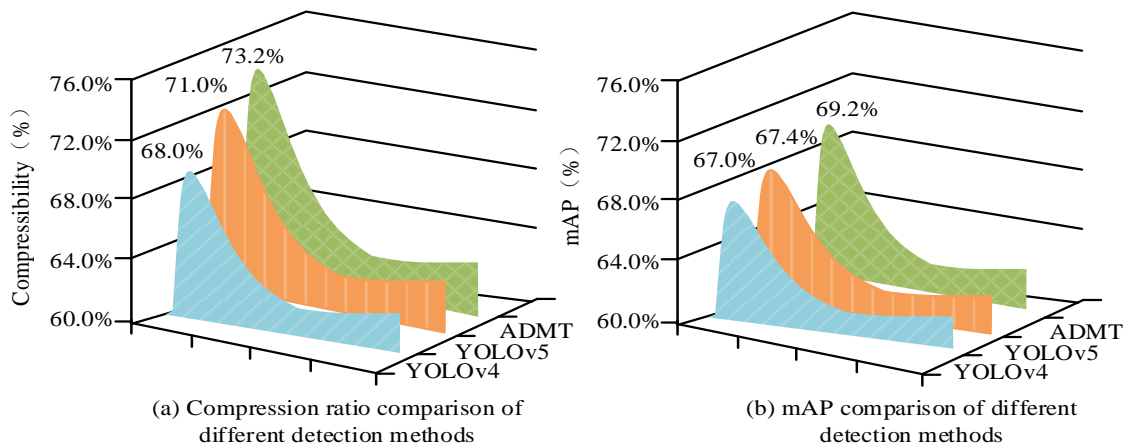 76.0%
72.0%
68.0%
64.0%
60.0%
Compressibility（%）
73.2%
71.0%
68.0%
ADMT
YOLOv5
YOLOv4
(a) Compression ratio comparison of
different detection methods
76.0%
72.0%
68.0%
64.0%
60.0%
mAP（%）
69.2%
67.4%
67.0%
ADMT
YOLOv5
YOLOv4
(b) mAP comparison of different
detection methods